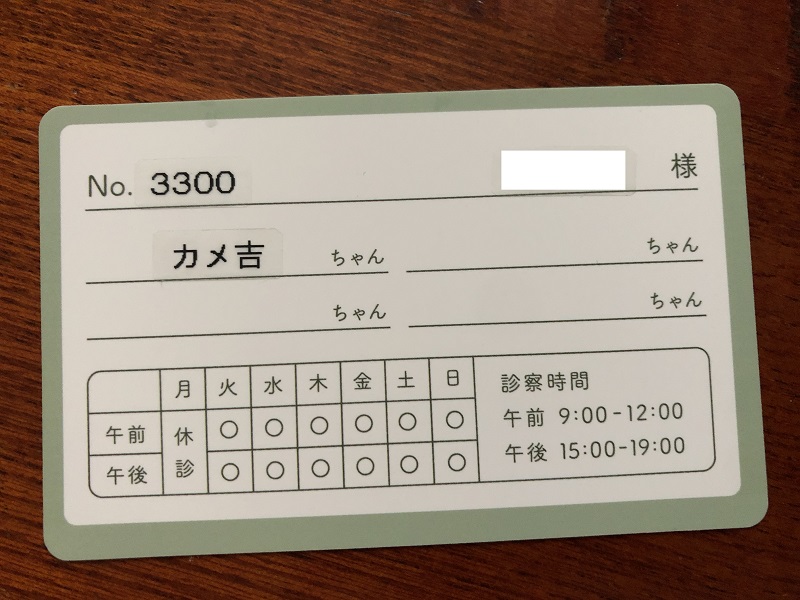 No. 3300 様
カメ吉 ちゃん ちゃん
ちゃん ちゃん
月 火 水 木 金 土 日
午前 休診 ○ ○ ○ ○ ○ ○
午後 ○ ○ ○ ○ ○ ○
診察時間
午前 9:00-12:00
午後 15:00-19:00